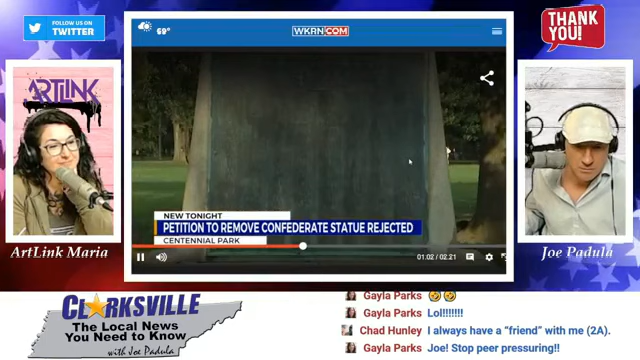 FOLLOW US ON
TWITTER
69°
WKRN.COM
THANK
YOU!
ARTLINK
NEW TONIGHT
PETITION TO REMOVE CONFEDERATE STATUE REJECTED
CENTENNIAL PARK
01:02 / 02:21
ArtLink Maria
Joe Padula
CLARKSVILLE
The Local News
You Need to Know
with Joe Padula
Gayla Parks 🤣🤣
Gayla Parks Lol!!!!!!!
Chad Hunley I always have a “friend” with me (2A).
Gayla Parks Joe! Stop peer pressuring!!